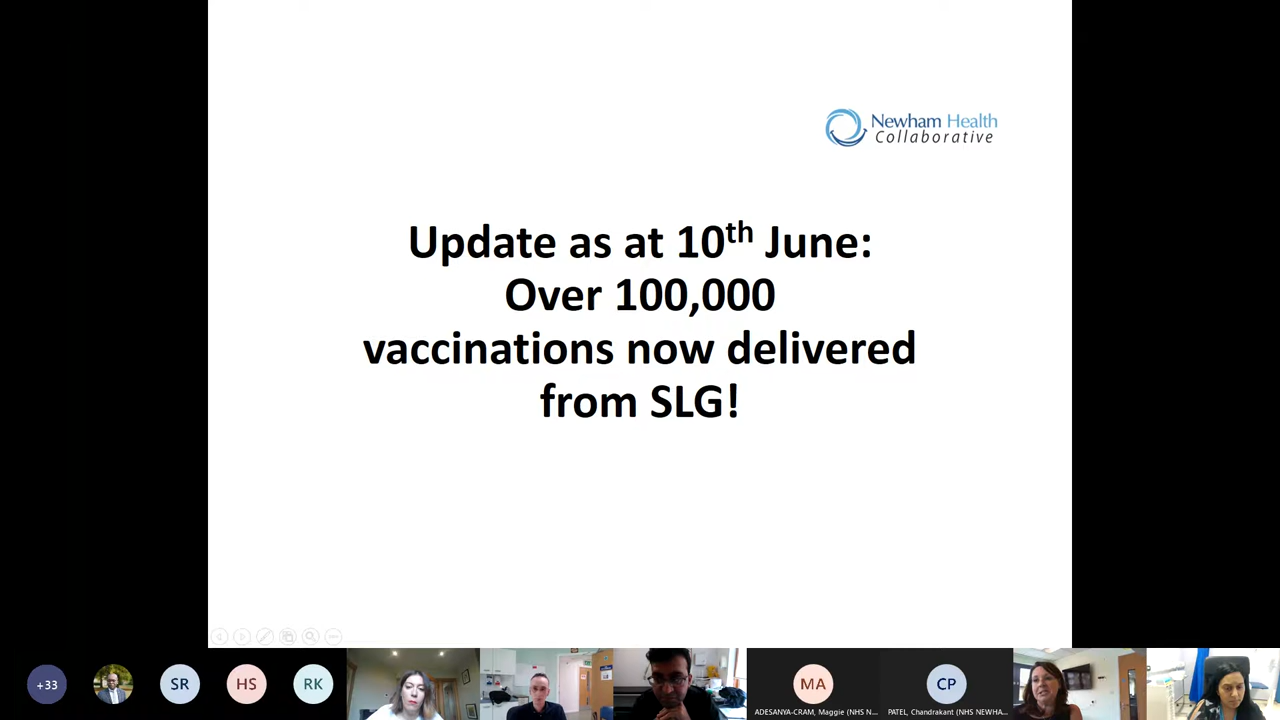 Newham Health
Collaborative
Update as at 10th June:
Over 100,000
vaccinations now delivered
from SLG!
+33
SR
HS
RK
MA
CP
ADESANYA-CRAM, Maggie (NHS N...
PATEL, Chandrakant (NHS NEWHA...